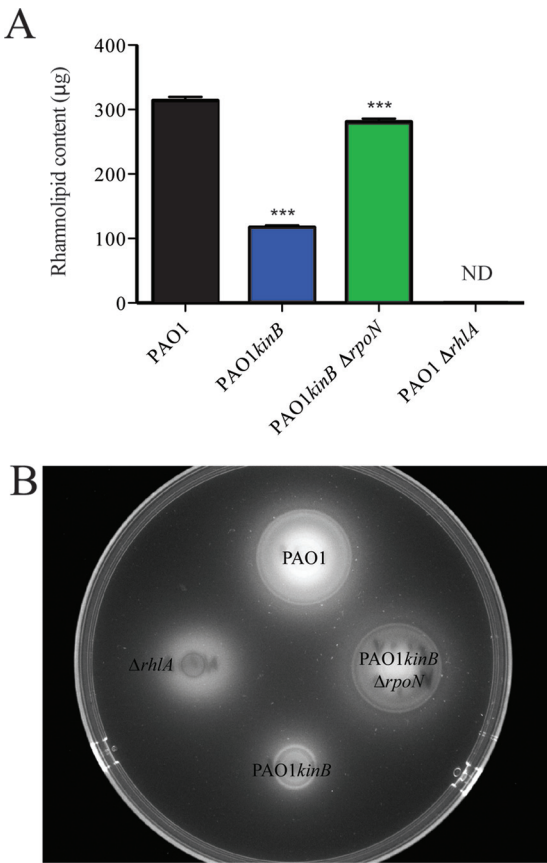 A
Rhamnolipid content (µg)
400
300
200
100
0
***
***
ND
PAO1
PAO1kinB
PAO1kinB ΔrpoN
PAO1 ΔrhlA
B
PAO1
ΔrhlA
PAO1kinB
ΔrpoN
PAO1kinB